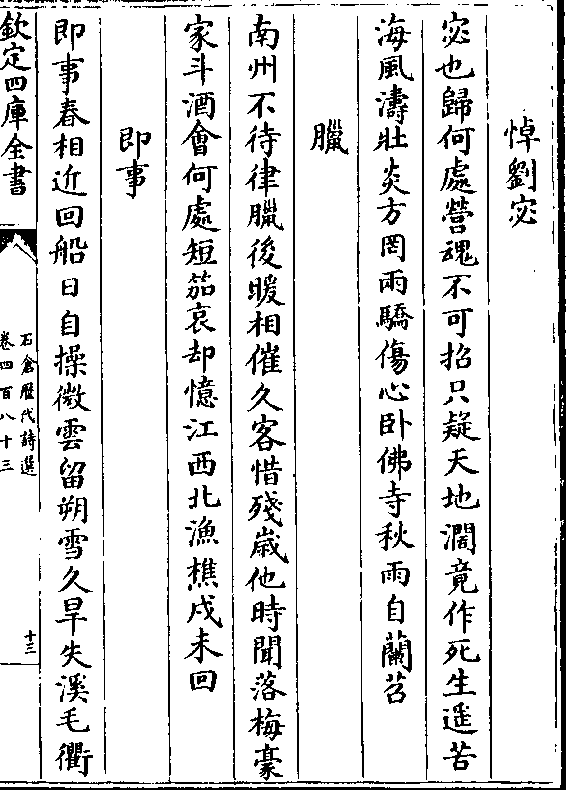 悼劉宓
宓也歸何處營魂不可招只疑天地濶竟作死生遥苦
海風濤壯炎方罔兩驕傷心卧佛寺秋雨自蘭苕
臘
南州不待律臘後暖相催久客惜殘歳他時聞落梅豪
家斗酒會何處短笳哀却憶江西北漁樵戍未回
即事
即事春相近回船日自操微雲留朔雪久旱失溪毛衢
欽定四庫全書
石倉歴代詩選
卷四百八十三
十三